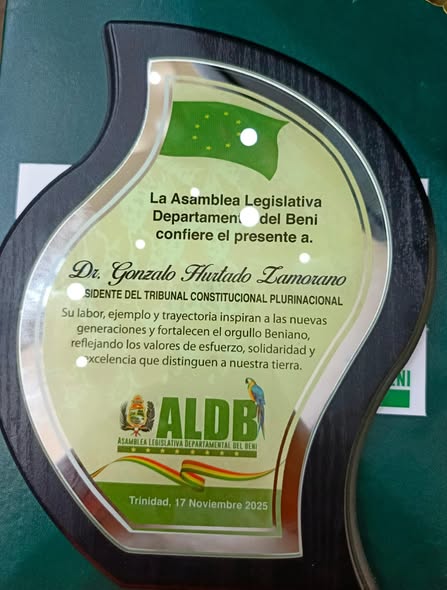 La Asamblea Legislativa
Departamental del Beni
confiere el presente a.
Dr. Gonzalo Hurtado Zamorano
SIDENTE DEL TRIBUNAL CONSTITUCIONAL PLURINACIONAL
Su labor, ejemplo y trayectoria inspiran a las nuevas
generaciones y fortalecen el orgullo Beniano,
reflejando los valores de esfuerzo, solidaridad y
excelencia que distinguen a nuestra tierra.
ALDB
ASAMBLEA LEGISLATIVA DEPARTAMENTAL DEL BENI
Trinidad, 17 Noviembre 2025
ENI